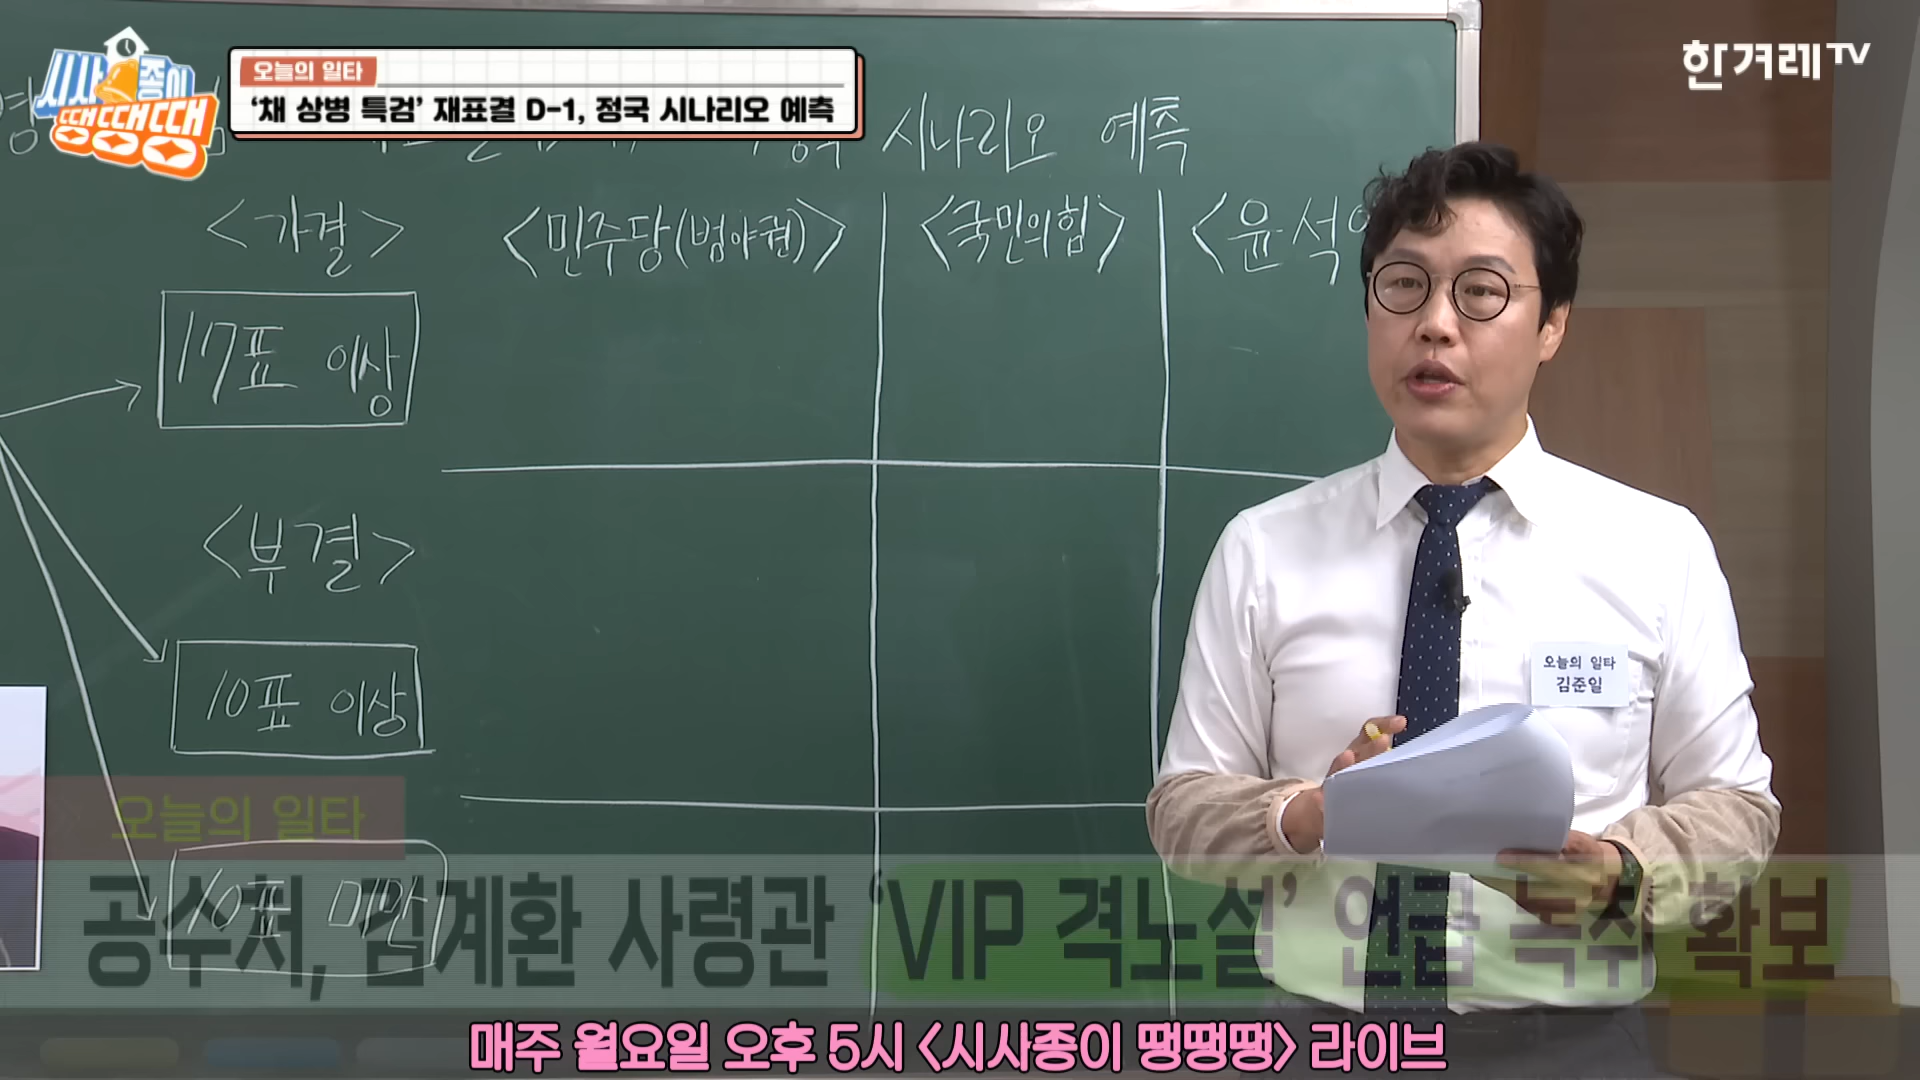 시사 종이
땡땡땡
오늘의 일타
‘채 상병 특검’ 재표결 D-1, 정국 시나리오 예측
한겨레TV
시나리오 예측
<가결>
<민주당(범야권)>
<국민의힘>
<윤석
17표 이상
<부결>
10표 이상
오늘의 일타
김준일
오늘의 일타
10표 미만
공수처, 김계환 사령관 ‘VIP 격노설’ 언급 녹취 확보
매주 월요일 오후 5시 <시사종이 땡땡땡> 라이브